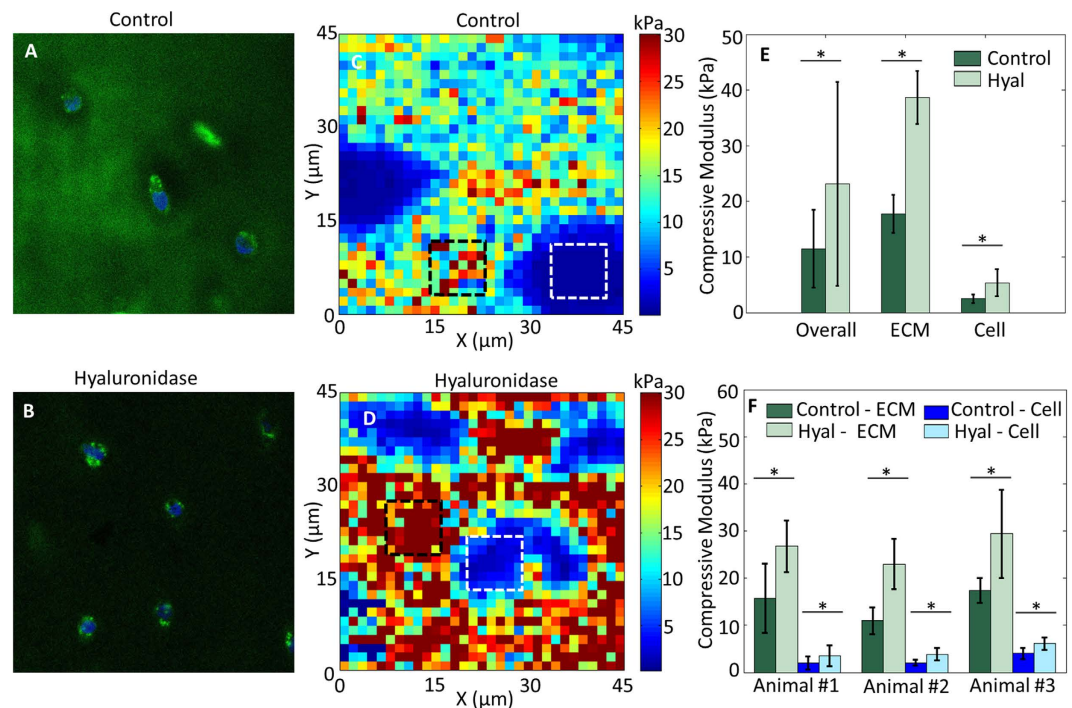 Control
A
Control
C
kPa
45
30
15
0
Y (µm)
0
15
30
45
X (µm)
30
25
20
15
10
5
E
Control
Hyal
* * *
50
40
30
20
10
0
Compressive Modulus (kPa)
Overall ECM Cell
Hyaluronidase
B
Hyaluronidase
D
kPa
45
30
15
0
Y (µm)
0
15
30
45
X (µm)
30
25
20
15
10
5
0
F
Control - ECM Control - Cell
Hyal - ECM Hyal - Cell
* * *
* * *
60
50
40
30
20
10
0
Compressive Modulus (kPa)
Animal #1 Animal #2 Animal #3